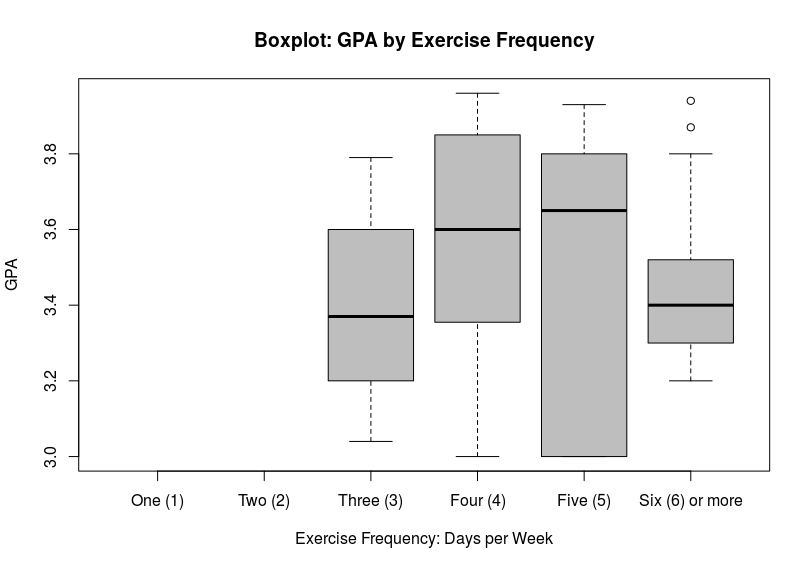 Boxplot: GPA by Exercise Frequency
GPA
3.8
3.6
3.4
3.2
3.0
One (1) Two (2) Three (3) Four (4) Five (5) Six (6) or more
Exercise Frequency: Days per Week